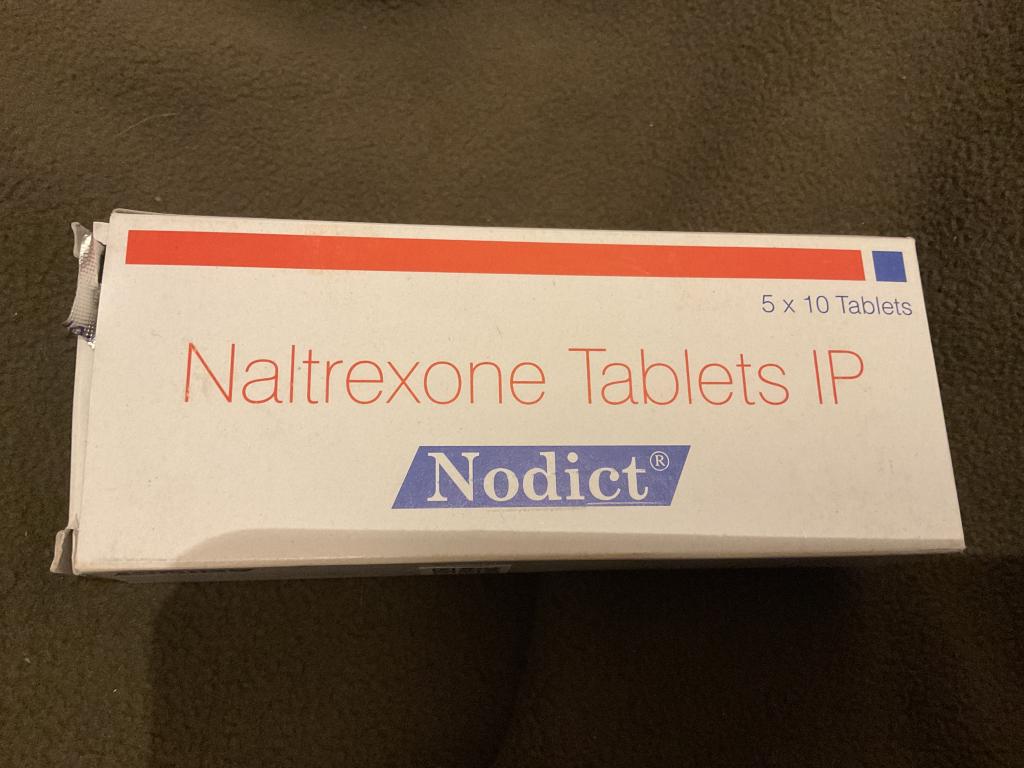 5 x 10 Tablets
Naltrexone Tablets IP
Nodict®